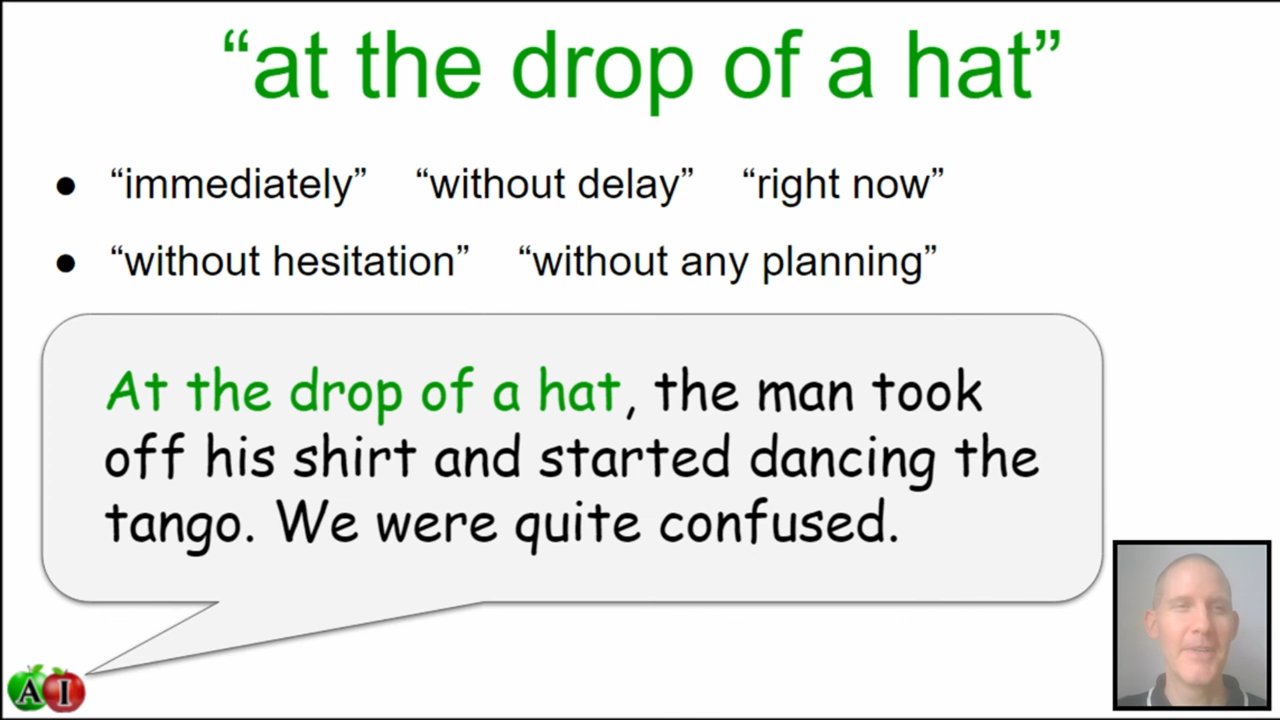 “at the drop of a hat”
● “immediately” “without delay” “right now”
● “without hesitation” “without any planning”
At the drop of a hat, the man took
off his shirt and started dancing the
tango. We were quite confused.
A I